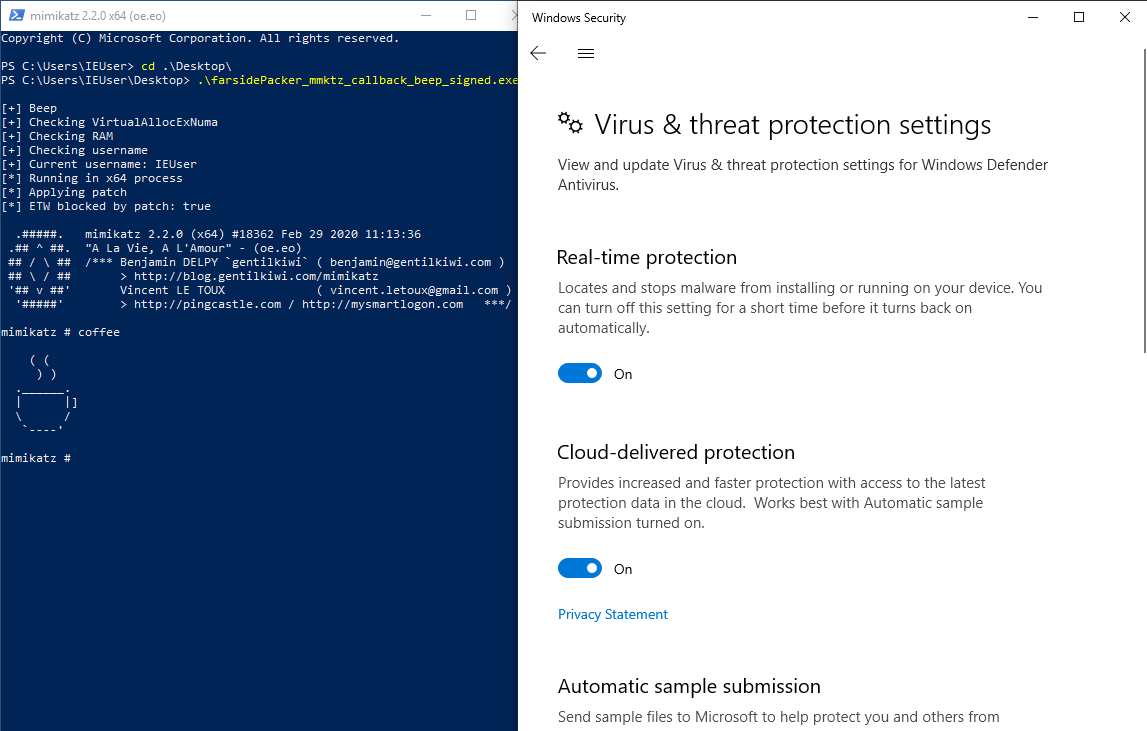 mimikatz 2.2.0 x64 (oe.eo)
Copyright (C) Microsoft Corporation. All rights reserved.
PS C:\Users\IEUser> cd .\Desktop\
PS C:\Users\IEUser\Desktop> .\farsidePacker_mmktz_callback_beep_signed.exe
[+] Beep
[+] Checking VirtualAllocExNuma
[+] Checking RAM
[+] Checking username
[+] Current username: IEUser
[*] Running in x64 process
[*] Applying patch
[*] ETW blocked by patch: true
  .#####.   mimikatz 2.2.0 (x64) #18362 Feb 29 2020 11:13:36
 .## ^ ##.  "A La Vie, A L'Amour" - (oe.eo)
 ## / \ ##  /*** Benjamin DELPY `gentilkiwi` ( benjamin@gentilkiwi.com )
 ## \ / ##       > http://blog.gentilkiwi.com/mimikatz
 '## v ##'       Vincent LE TOUX             ( vincent.letoux@gmail.com )
  '#####'        > http://pingcastle.com / http://mysmartlogon.com   ***/
mimikatz # coffee
    ( (
     ) )
  .______.
  |      |]
  \      /
   `----'
mimikatz #
Windows Security
Virus & threat protection settings
View and update Virus & threat protection settings for Windows Defender
Antivirus.
Real-time protection
Locates and stops malware from installing or running on your device. You
can turn off this setting for a short time before it turns back on
automatically.
On
Cloud-delivered protection
Provides increased and faster protection with access to the latest
protection data in the cloud.  Works best with Automatic sample
submission turned on.
On
Privacy Statement
Automatic sample submission
Send sample files to Microsoft to help protect you and others from